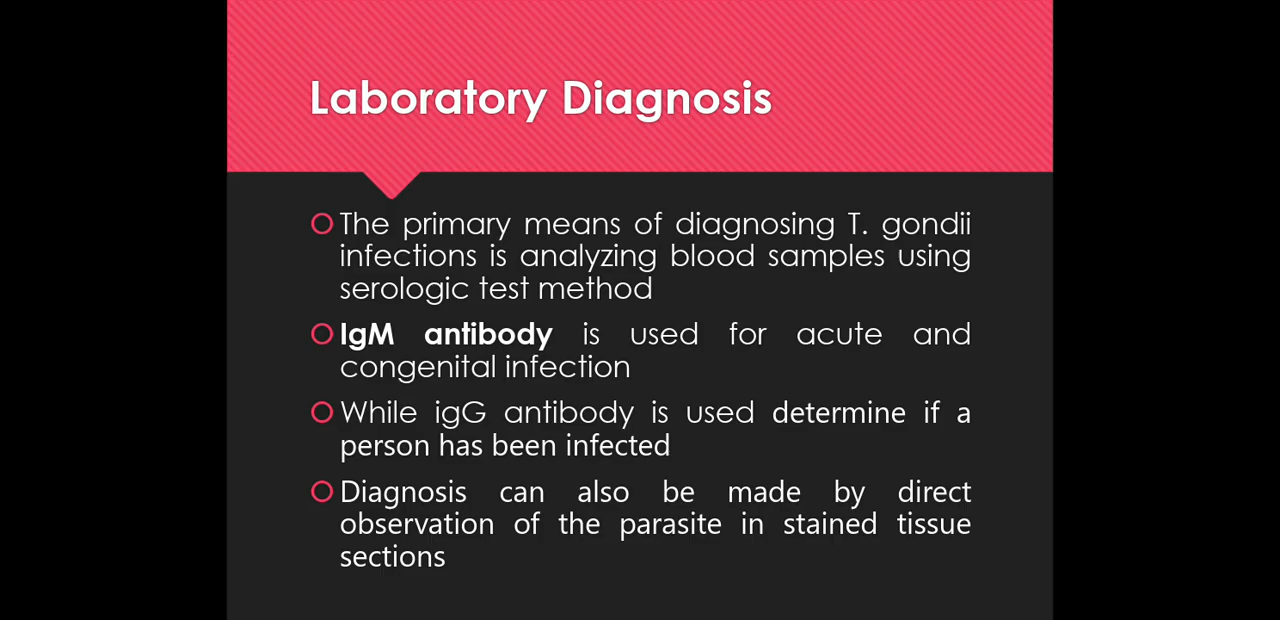 Laboratory Diagnosis
The primary means of diagnosing T. gondii
infections is analyzing blood samples using
serologic test method
IgM antibody is used for acute and
congenital infection
While igG antibody is used determine if a
person has been infected
Diagnosis can also be made by direct
observation of the parasite in stained tissue
sections